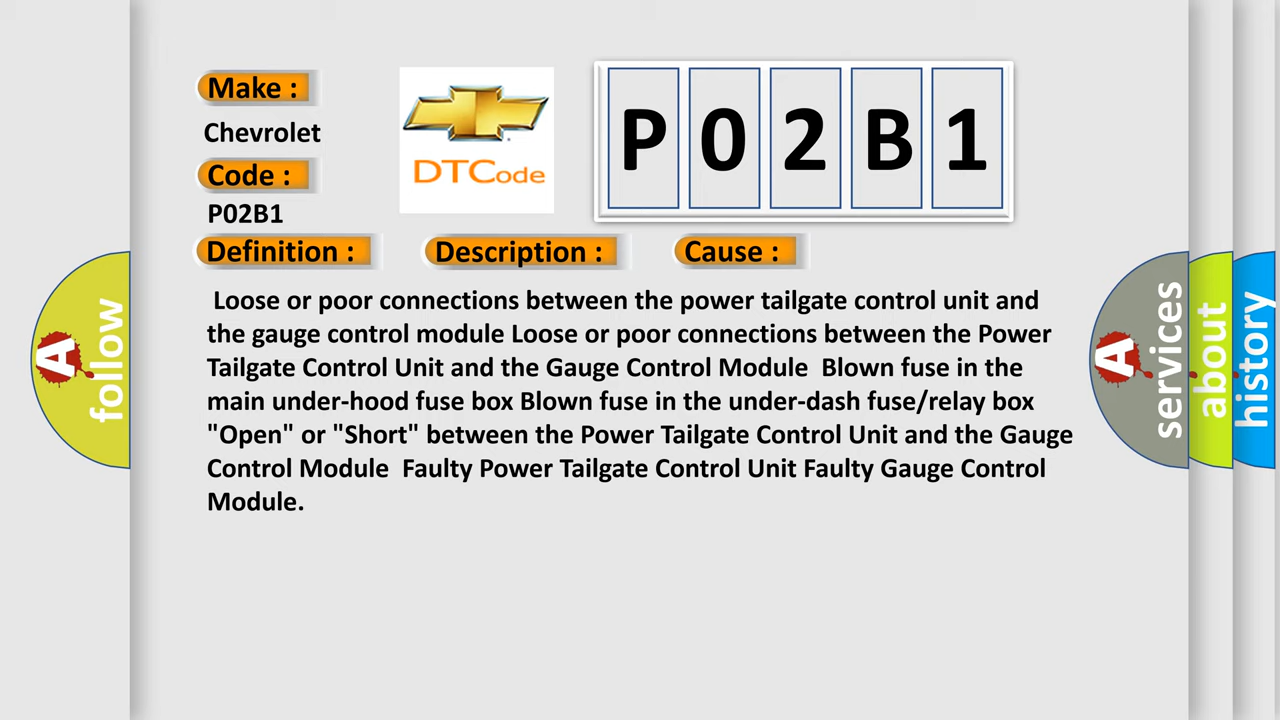 Make :
Chevrolet
Code :
P02B1
DTCode
P02B1
Definition :
Description :
Cause :
Loose or poor connections between the power tailgate control unit and
the gauge control module Loose or poor connections between the Power
Tailgate Control Unit and the Gauge Control Module  Blown fuse in the
main under-hood fuse box Blown fuse in the under-dash fuse/relay box
"Open" or "Short" between the Power Tailgate Control Unit and the Gauge
Control Module  Faulty Power Tailgate Control Unit Faulty Gauge Control
Module.
A follow
A services
about
history